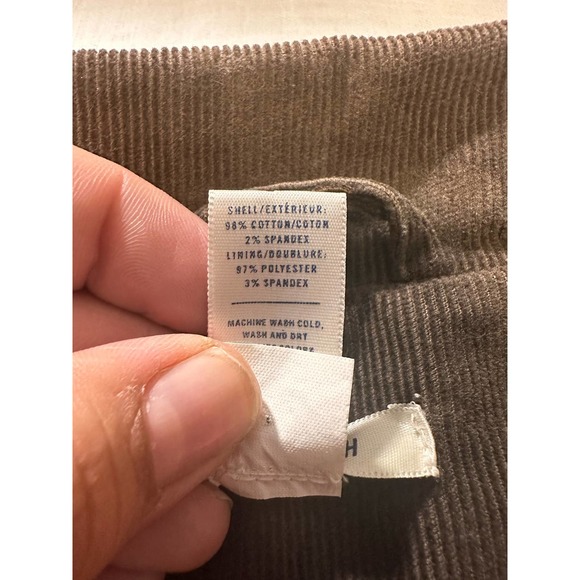 SHELL/EXTÉRIEUR:
98% COTTON/COTON
2% SPANDEX
LINING/DOUBLURE:
97% POLYESTER
3% SPANDEX
MACHINE WASH COLD,
WASH AND DRY
H